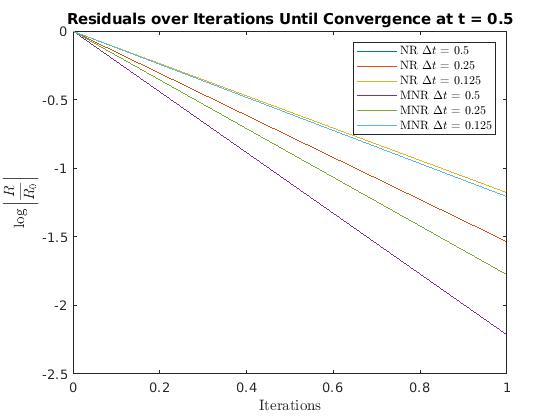 Residuals over Iterations Until Convergence at t = 0.5
0
-0.5
-1
-1.5
-2
-2.5
log |R/R₀|
NR Δt = 0.5
NR Δt = 0.25
NR Δt = 0.125
MNR Δt = 0.5
MNR Δt = 0.25
MNR Δt = 0.125
0 0.2 0.4 0.6 0.8 1
Iterations